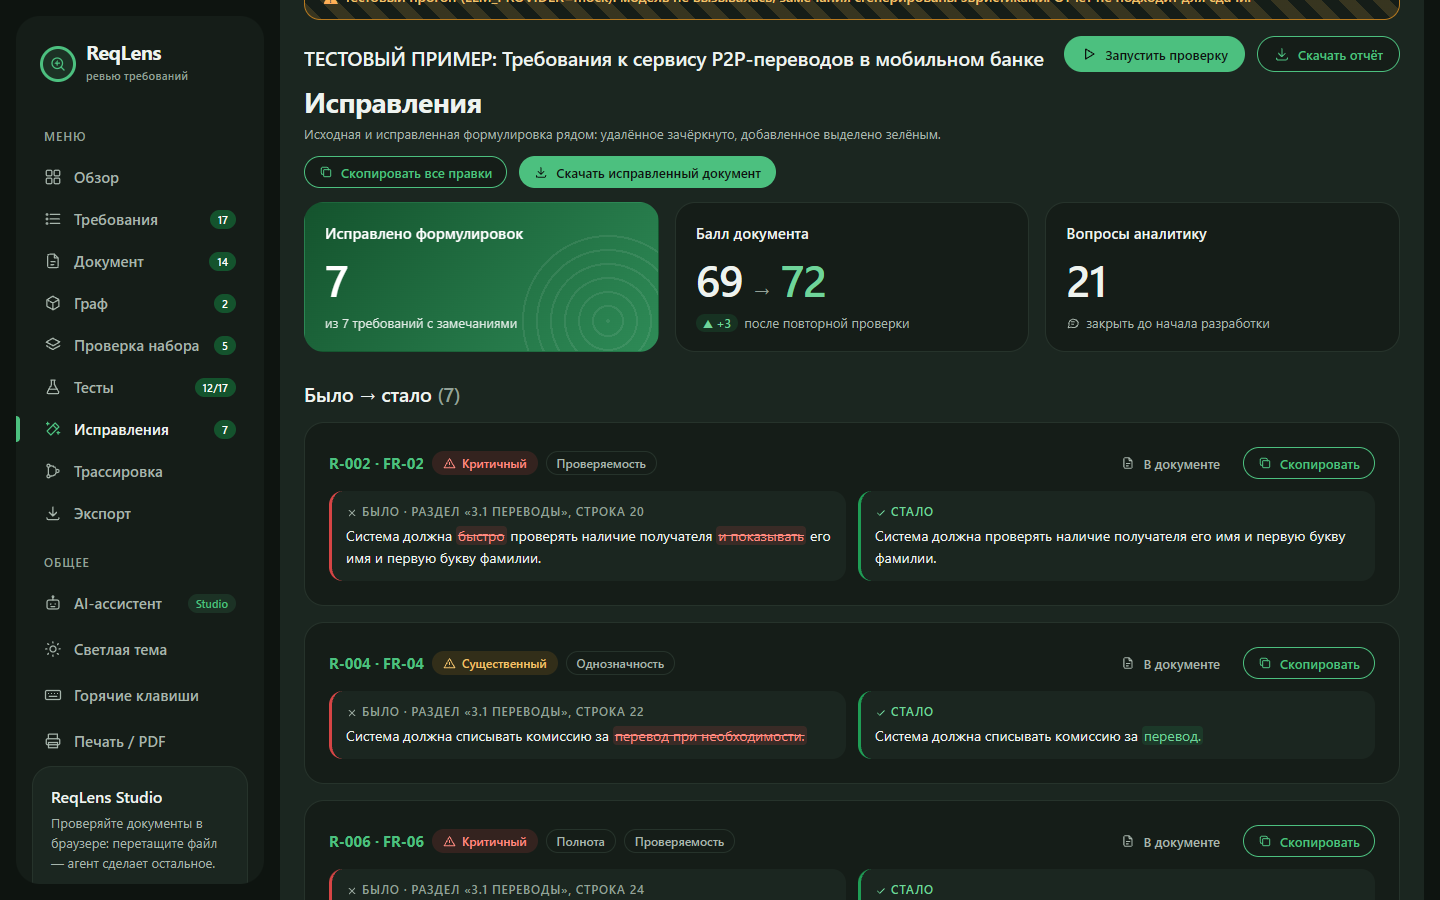 ReqLens
ревью требований
МЕНЮ
Обзор
Требования 17
Документ 14
Граф 2
Проверка набора 5
Тесты 12/17
Исправления 7
Трассировка
Экспорт
ОБЩЕЕ
AI-ассистент Studio
Светлая тема
Горячие клавиши
Печать / PDF
ReqLens Studio
Проверяйте документы в
браузере: перетащите файл
— агент сделает остальное.
ТЕСТОВЫЙ ПРИМЕР: Требования к сервису P2P-переводов в мобильном банке
Запустить проверку
Скачать отчёт
Исправления
Исходная и исправленная формулировка рядом: удалённое зачёркнуто, добавленное выделено зелёным.
Скопировать все правки
Скачать исправленный документ
Исправлено формулировок
7
из 7 требований с замечаниями
Балл документа
69 → 72
▲ +3 после повторной проверки
Вопросы аналитику
21
закрыть до начала разработки
Было → стало (7)
R-002 · FR-02 Критичный Проверяемость
В документе Скопировать
× БЫЛО · РАЗДЕЛ «3.1 ПЕРЕВОДЫ», СТРОКА 20
Система должна быстро проверять наличие получателя и показывать его
имя и первую букву фамилии.
✓ СТАЛО
Система должна проверять наличие получателя его имя и первую букву
фамилии.
R-004 · FR-04 Существенный Однозначность
В документе Скопировать
× БЫЛО · РАЗДЕЛ «3.1 ПЕРЕВОДЫ», СТРОКА 22
Система должна списывать комиссию за перевод при необходимости.
✓ СТАЛО
Система должна списывать комиссию за перевод.
R-006 · FR-06 Критичный Полнота Проверяемость
В документе Скопировать
× БЫЛО · РАЗДЕЛ «3.1 ПЕРЕВОДЫ», СТРОКА 24
✓ СТАЛО